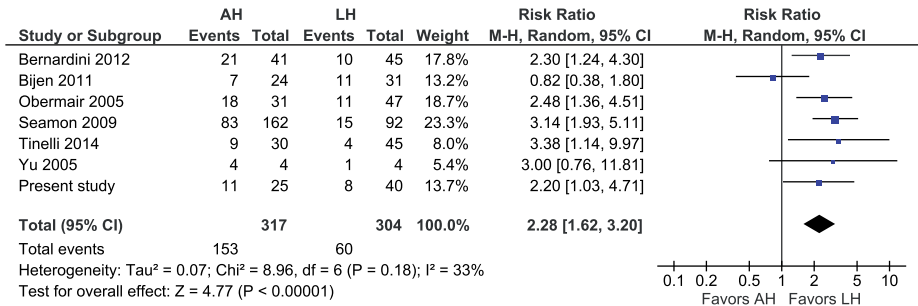 AH LH Risk Ratio Risk Ratio
Study or Subgroup Events Total Events Total Weight M-H, Random, 95% CI M-H, Random, 95% CI
Bernardini 2012 21 41 10 45 17.8% 2.30 [1.24, 4.30]
Bijen 2011 7 24 11 31 13.2% 0.82 [0.38, 1.80]
Obermair 2005 18 31 11 47 18.7% 2.48 [1.36, 4.51]
Seamon 2009 83 162 15 92 23.3% 3.14 [1.93, 5.11]
Tinelli 2014 9 30 4 45 8.0% 3.38 [1.14, 9.97]
Yu 2005 4 4 1 4 5.4% 3.00 [0.76, 11.81]
Present study 11 25 8 40 13.7% 2.20 [1.03, 4.71]
Total (95% CI) 317 304 100.0% 2.28 [1.62, 3.20]
Total events 153 60
Heterogeneity: Tau² = 0.07; Chi² = 8.96, df = 6 (P = 0.18); I² = 33%
Test for overall effect: Z = 4.77 (P < 0.00001)
0.1 0.2 0.5 1 2 5 10
Favors AH Favors LH